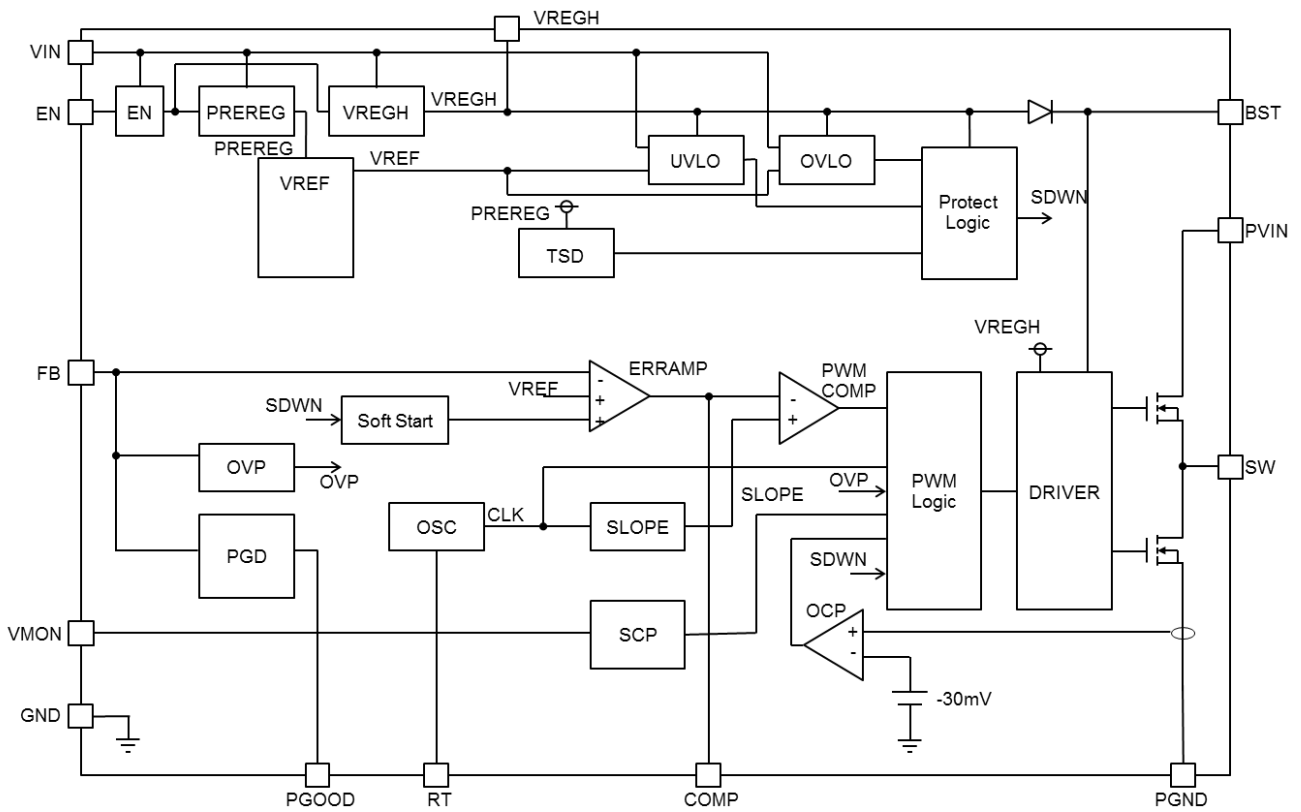 VREGH
VIN
EN
EN
PREREG
VREGH
VREGH
BST
PREREG
VREF
VREF
UVLO
OVLO
Protect
Logic
SDWN
PREREG
TSD
PVIN
VREGH
FB
-
+
+
ERRAMP
VREF
SDWN
Soft Start
-
+
PWM
COMP
OVP
OVP
OSC
CLK
SLOPE
SLOPE
OVP
PWM
Logic
DRIVER
SW
PGD
SDWN
VMON
SCP
OCP
+
-
-30mV
GND
PGOOD
RT
COMP
PGND